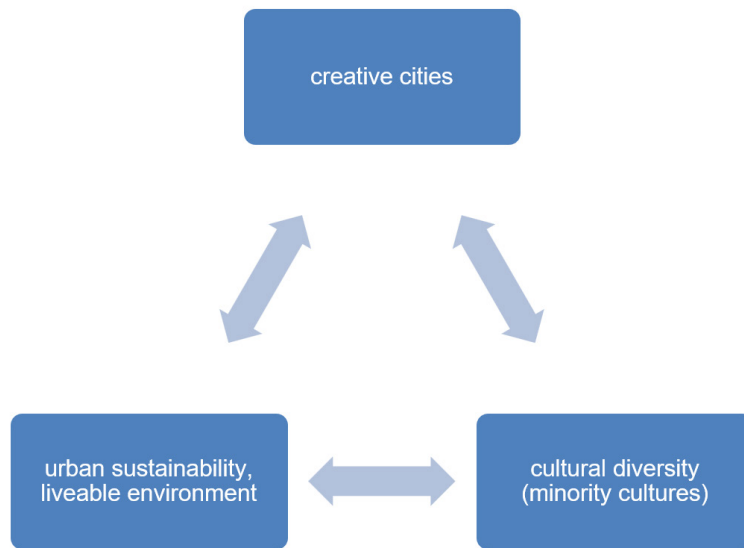 creative cities
urban sustainability,
liveable environment
cultural diversity
(minority cultures)